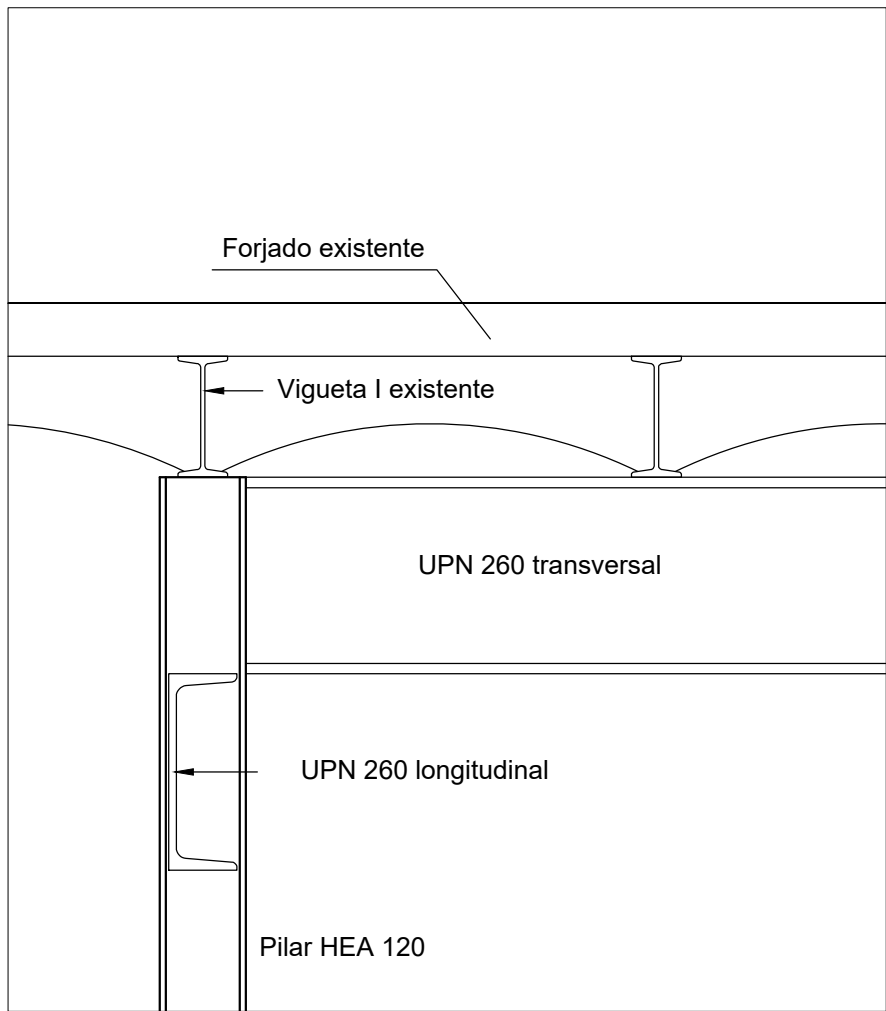 Forjado existente
Vigueta I existente
UPN 260 transversal
UPN 260 longitudinal
Pilar HEA 120